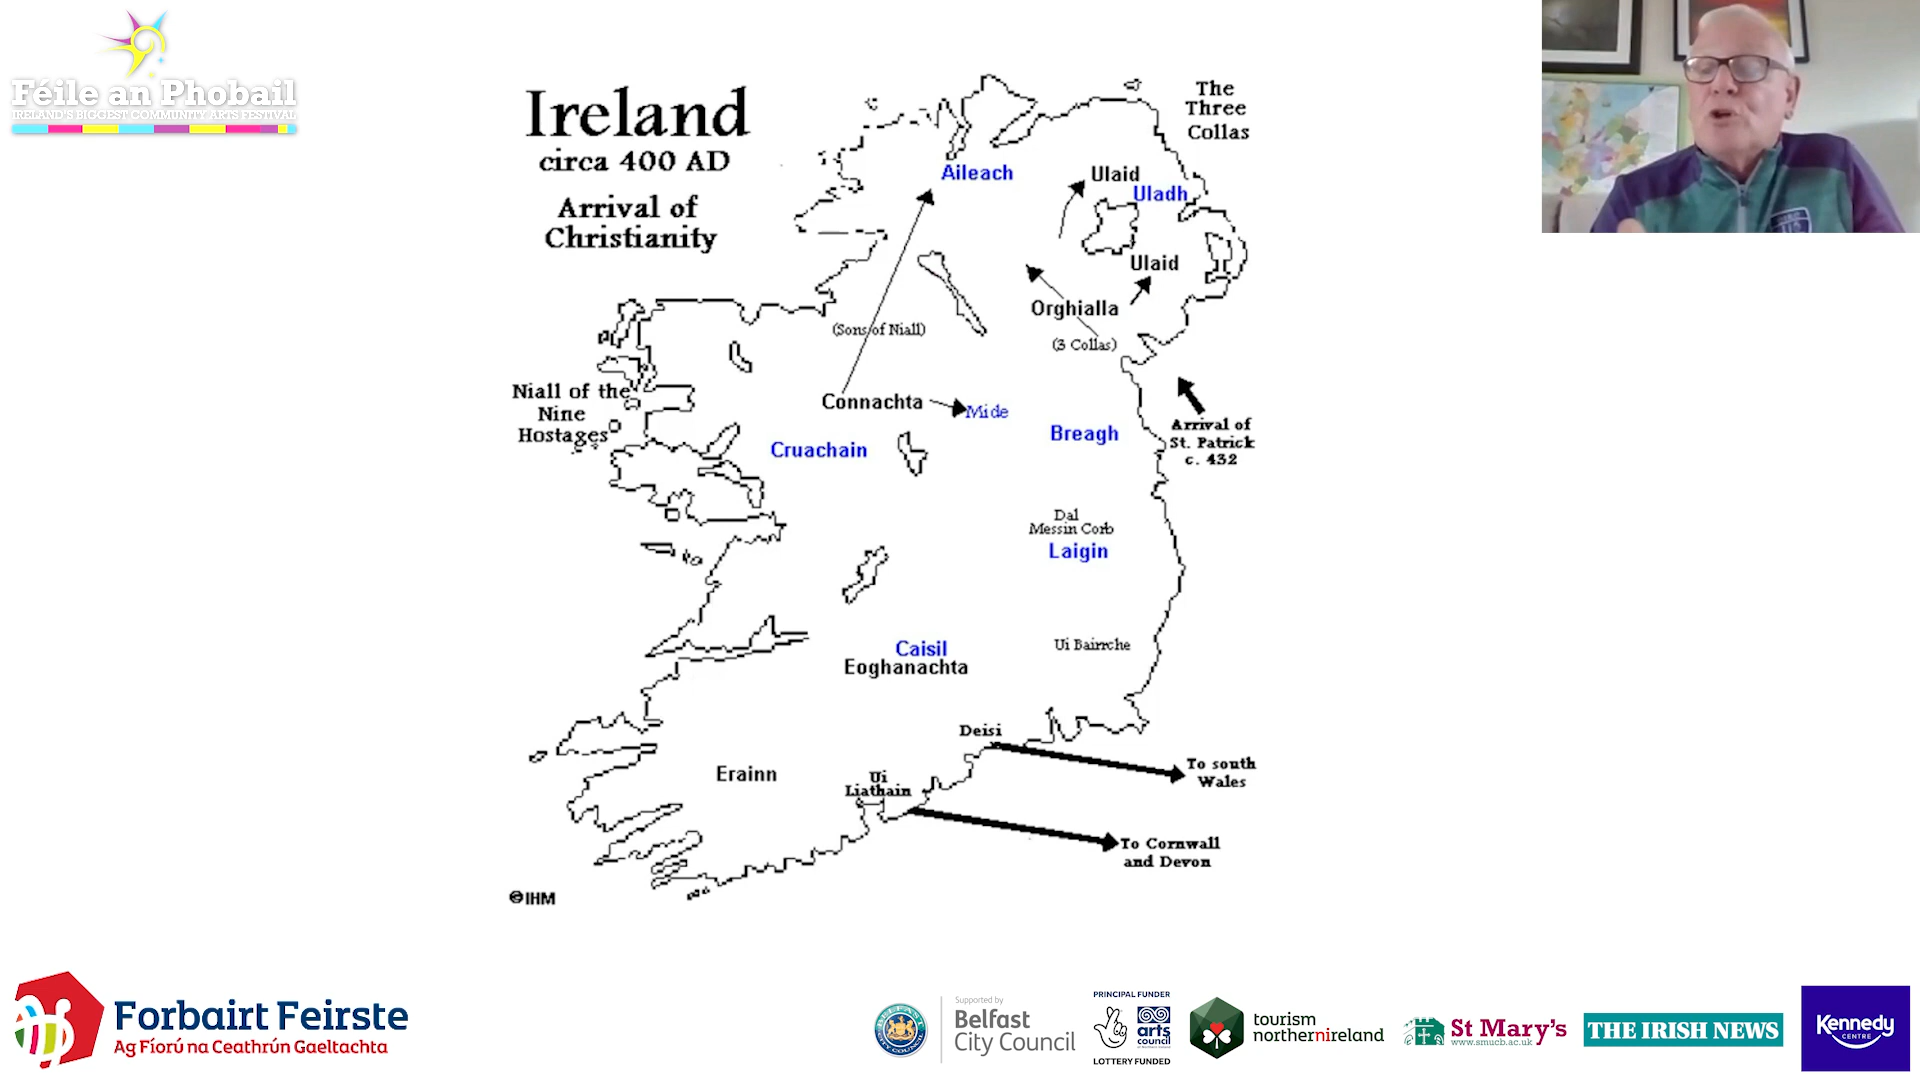 Féile an Phobail
IRELAND'S BIGGEST COMMUNITY ARTS FESTIVAL
Ireland
circa 400 AD
Arrival of
Christianity
The
Three
Collas
Aileach
Ulaid
Uladh
Ulaid
Orghialla
(3 Collas)
(Sons of Niall)
Niall of the
Nine
Hostages
Connachta
Mide
Cruachain
Breagh
Arrival of
St. Patrick
c. 432
Dal
Messin Corb
Laigin
Caisil
Eoghanachta
Ui Bairrche
Deisi
To south
Wales
Erainn
Ui
Liathain
To Cornwall
and Devon
©IHM
Forbairt Feirste
Ag Fíorú na Ceathrún Gaeltachta
Supported by
Belfast
City Council
PRINCIPAL FUNDER
arts
council
LOTTERY FUNDED
tourism
northernireland
St Mary's
www.smucb.ac.uk
THE IRISH NEWS
Kennedy
CENTRE